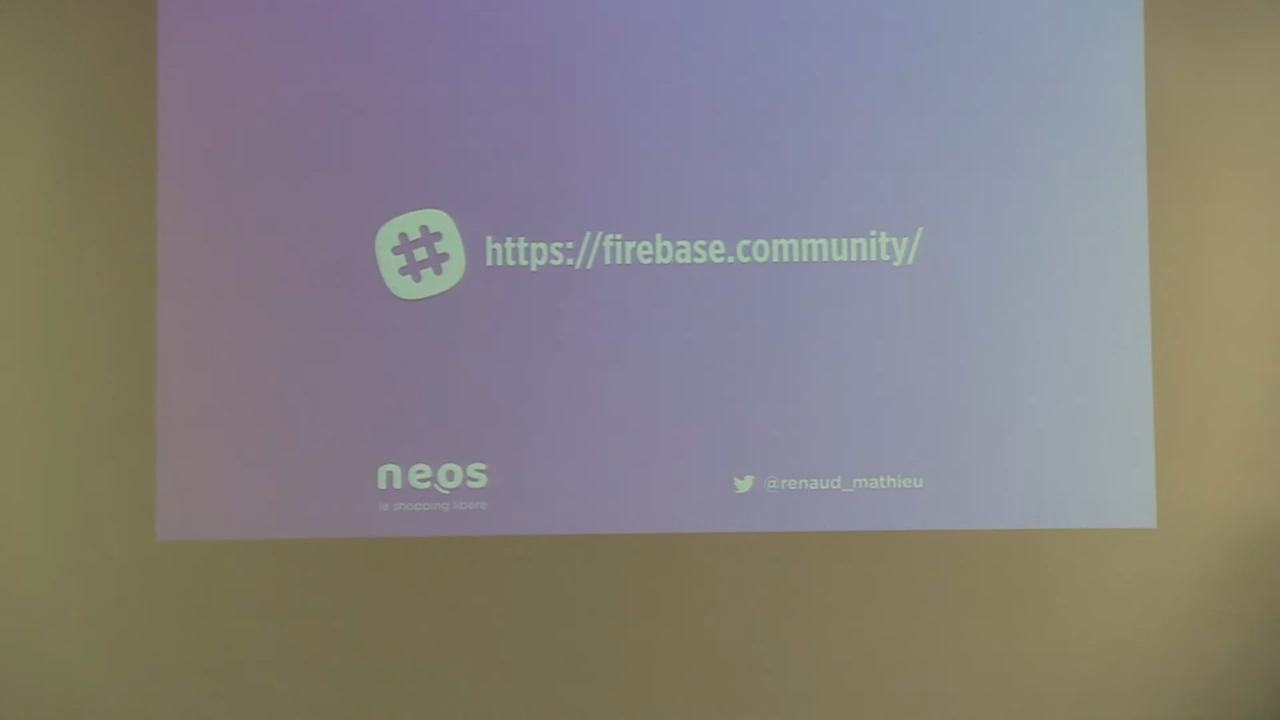 https://firebase.community/
neos
le shopping libéré
@renaud_mathieu